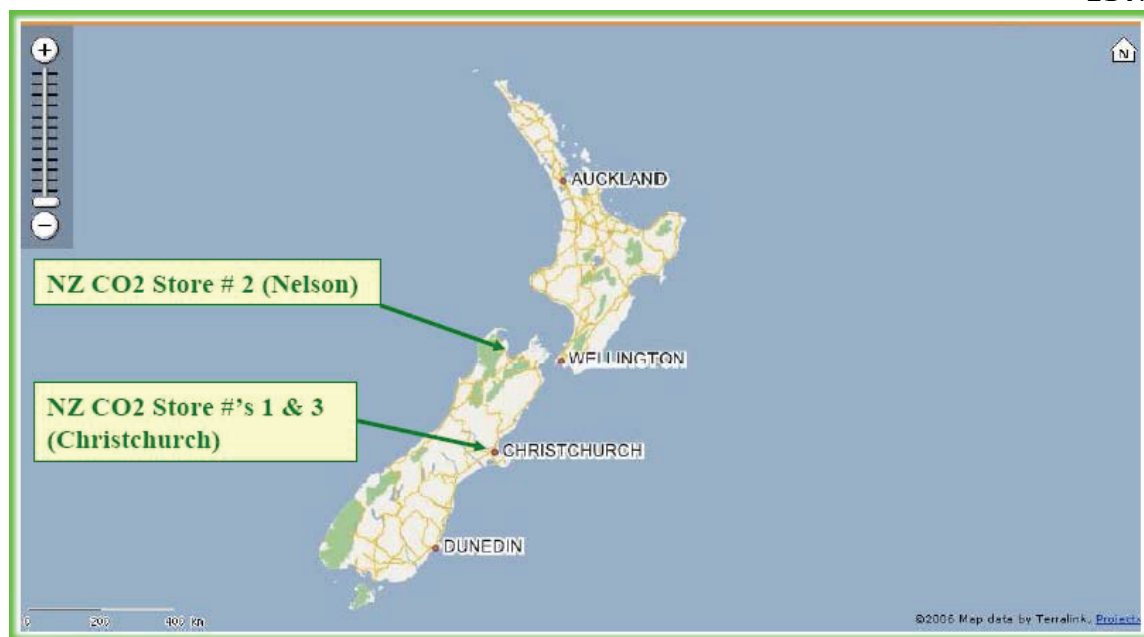 +
N
AUCKLAND
−
NZ CO2 Store # 2 (Nelson)
WELLINGTON
NZ CO2 Store #'s 1 & 3
(Christchurch)
CHRISTCHURCH
DUNEDIN
0 200 400 km
©2006 Map data by Terralink, Projects